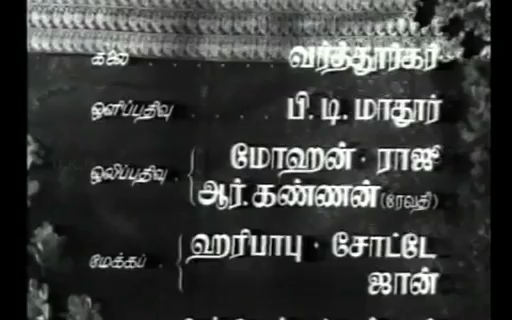 கலை . . . . வர்த்தூர்கர்
ஒளிப்பதிவு . . . . பி. டி. மாதூர்
ஒலிப்பதிவு . மோஹன் · ராஜு
ஆர். கண்ணன் (ரேவதி)
மேக்கப் . ஹரிபாபு · சோட்டே
ஜான்